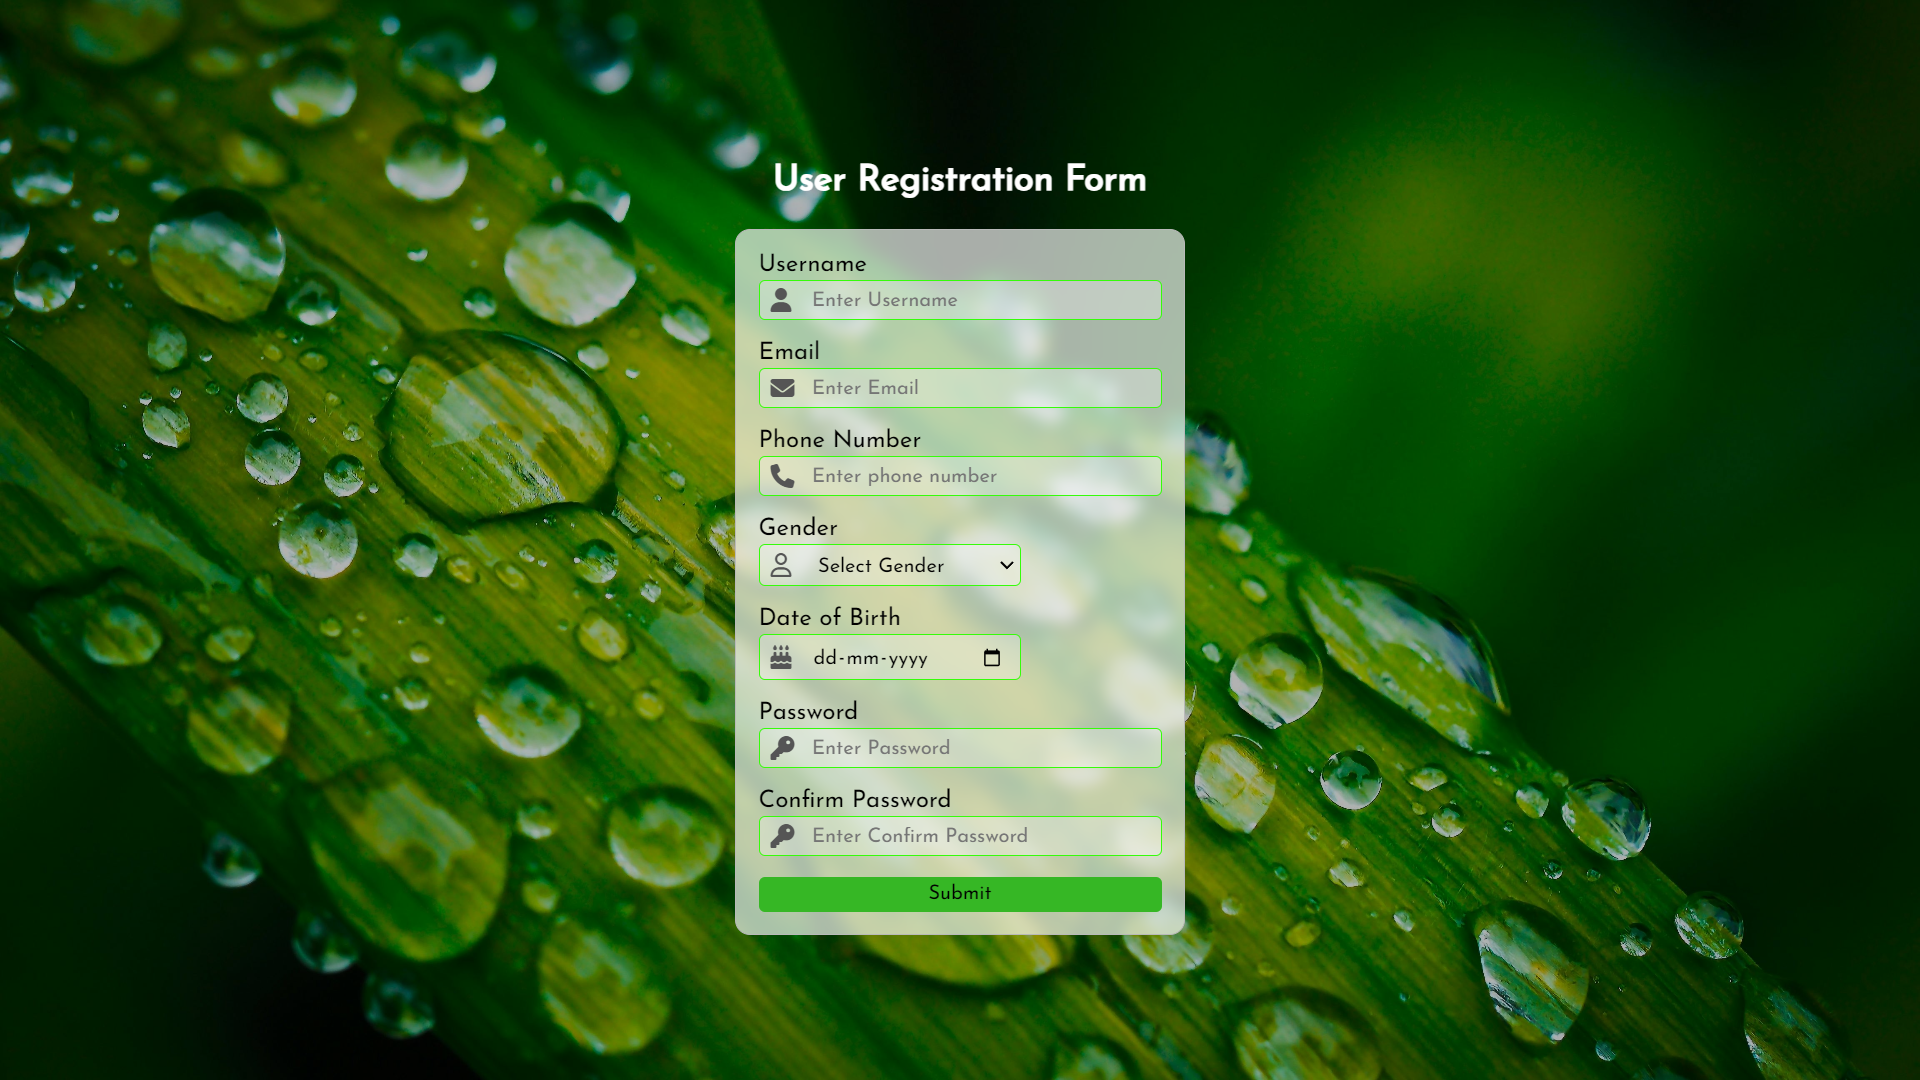 User Registration Form
Username
Enter Username
Email
Enter Email
Phone Number
Enter phone number
Gender
Select Gender
Date of Birth
dd-mm-yyyy
Password
Enter Password
Confirm Password
Enter Confirm Password
Submit